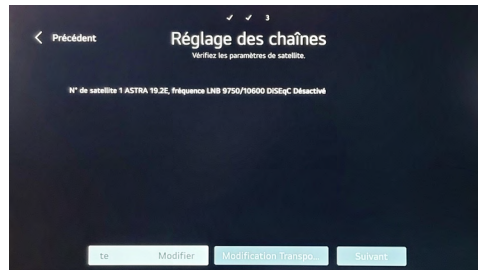 ✓ ✓ 3
< Précédent
Réglage des chaînes
Vérifiez les paramètres de satellite.
N° de satellite 1 ASTRA 19.2E, fréquence LNB 9750/10600 DiSEqC Désactivé
te Modifier
Modification Transpo...
Suivant